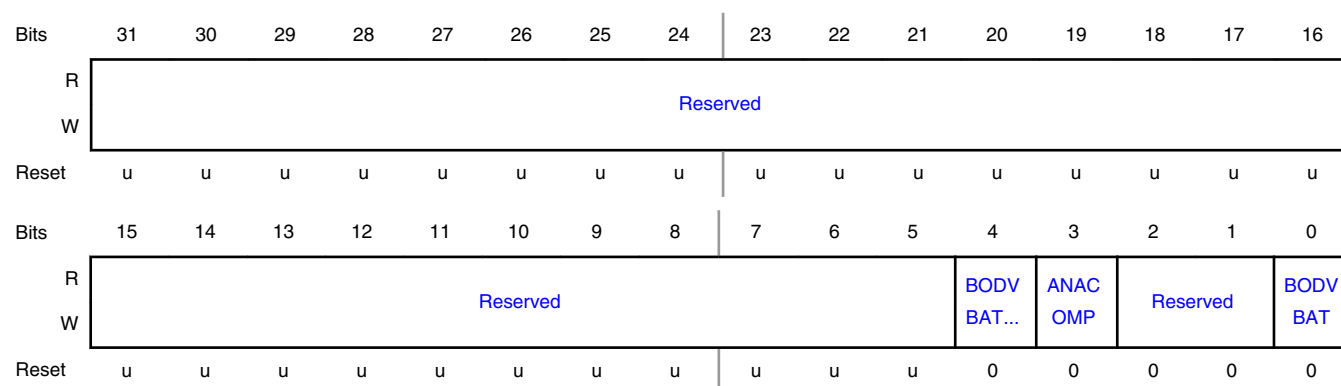 Bits 31 30 29 28 27 26 25 24 23 22 21 20 19 18 17 16
R
Reserved
W
Reset u u u u u u u u u u u u u u u u
Bits 15 14 13 12 11 10 9 8 7 6 5 4 3 2 1 0
R
Reserved BODV BAT... ANAC OMP Reserved BODV BAT
W
Reset u u u u u u u u u u u 0 0 0 0 0